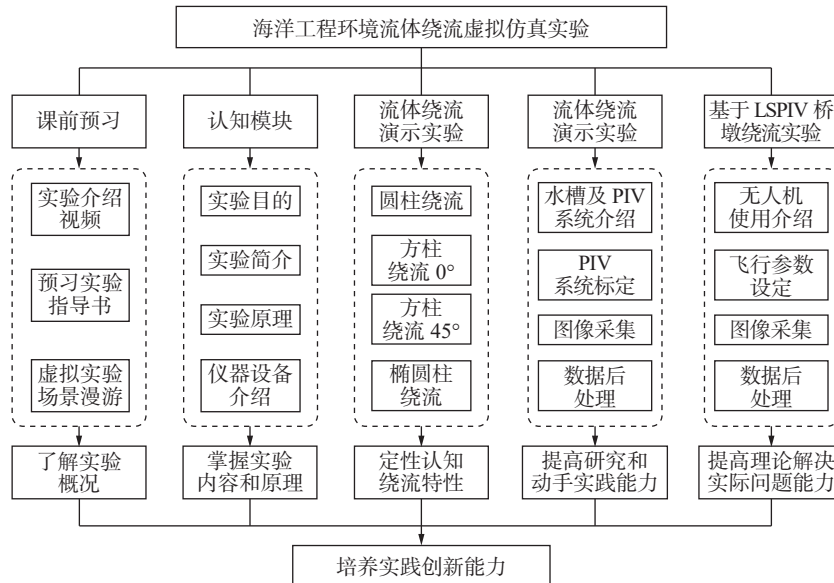 海洋工程环境流体绕流虚拟仿真实验
课前预习
认知模块
流体绕流
演示实验
流体绕流
演示实验
基于 LSPIV 桥
墩绕流实验
实验介绍
视频
预习实验
指导书
虚拟实验
场景漫游
实验目的
实验简介
实验原理
仪器设备
介绍
圆柱绕流
方柱
绕流 0°
方柱
绕流 45°
椭圆柱
绕流
水槽及 PIV
系统介绍
PIV
系统标定
图像采集
数据后
处理
无人机
使用介绍
飞行参数
设定
图像采集
数据后
处理
了解实验
概况
掌握实验
内容和原理
定性认知
绕流特性
提高研究和
动手实践能力
提高理论解决
实际问题能力
培养实践创新能力